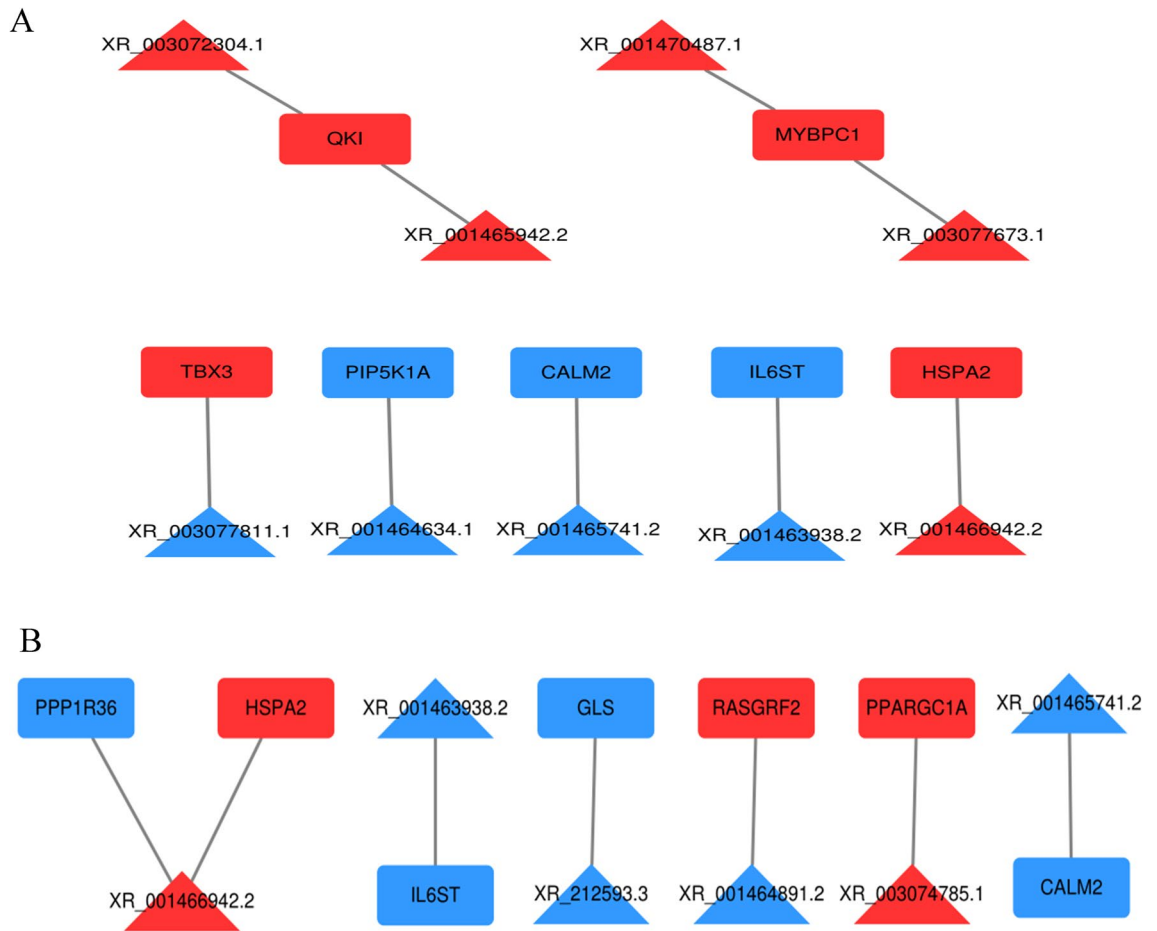 A
XR_003072304.1
XR_001470487.1
QKI
MYBPC1
XR_001465942.2
XR_003077673.1
TBX3
PIP5K1A
CALM2
IL6ST
HSPA2
XR_003077811.1
XR_001464634.1
XR_001465741.2
XR_001463938.2
XR_001466942.2
B
PPP1R36
HSPA2
XR_001463938.2
GLS
RASGRF2
PPARGC1A
XR_001465741.2
XR_001466942.2
IL6ST
XR_212593.3
XR_001464891.2
XR_003074785.1
CALM2